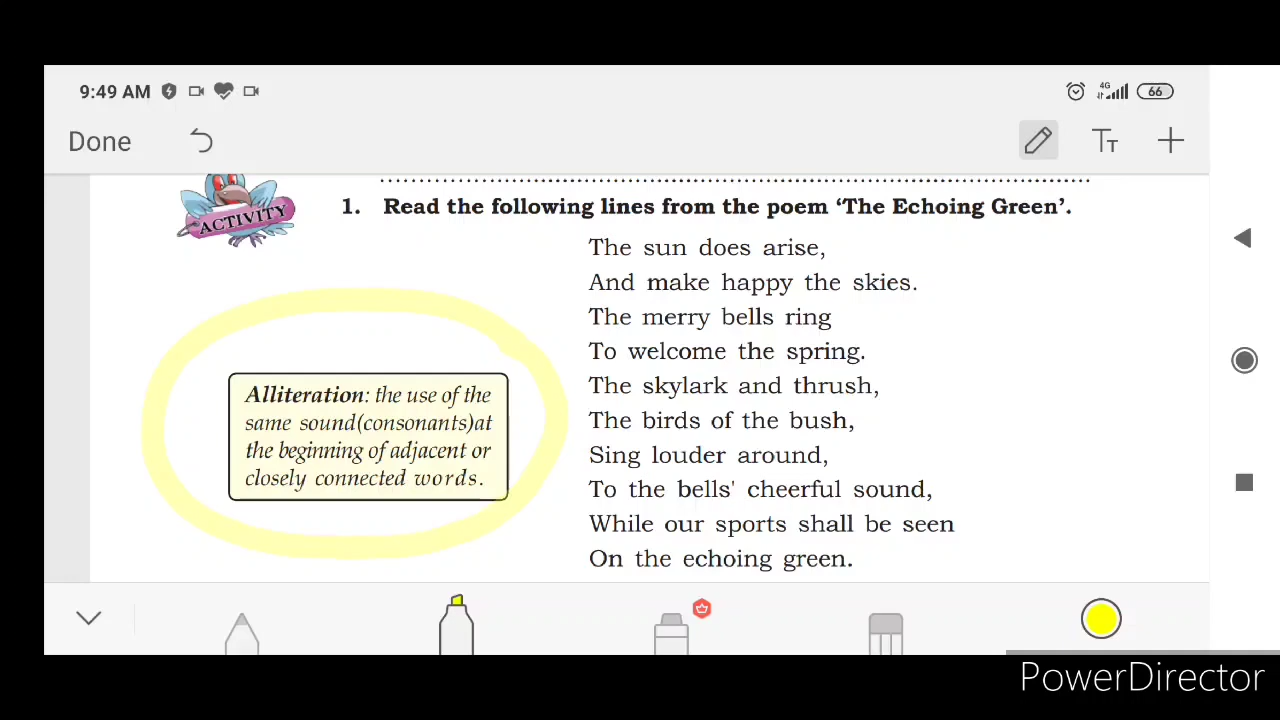 9:49 AM
4G
66
Done
TT
ACTIVITY
1. Read the following lines from the poem ‘The Echoing Green’.
The sun does arise,
And make happy the skies.
The merry bells ring
To welcome the spring.
The skylark and thrush,
The birds of the bush,
Sing louder around,
To the bells' cheerful sound,
While our sports shall be seen
On the echoing green.
Alliteration: the use of the
same sound(consonants)at
the beginning of adjacent or
closely connected words.
PowerDirector